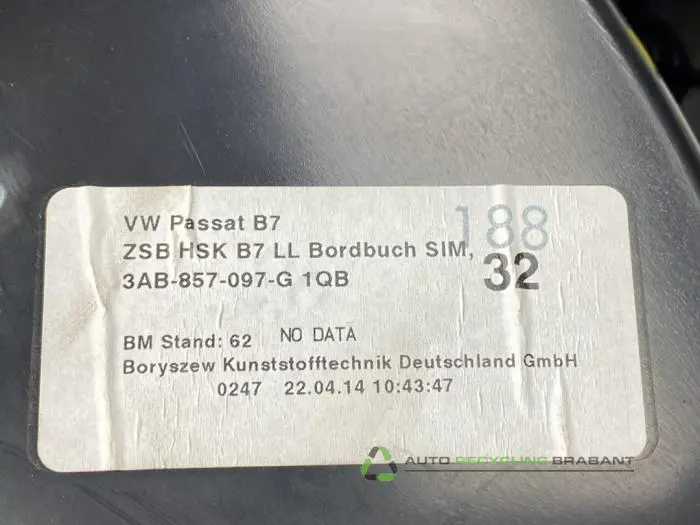 VW Passat B7
188
ZSB HSK B7 LL Bordbuch SIM,
3AB-857-097-G 1QB
32
BM Stand: 62 NO DATA
Boryszew Kunststofftechnik Deutschland GmbH
0247 22.04.14 10:43:47
AUTO RECYCLING BRABANT